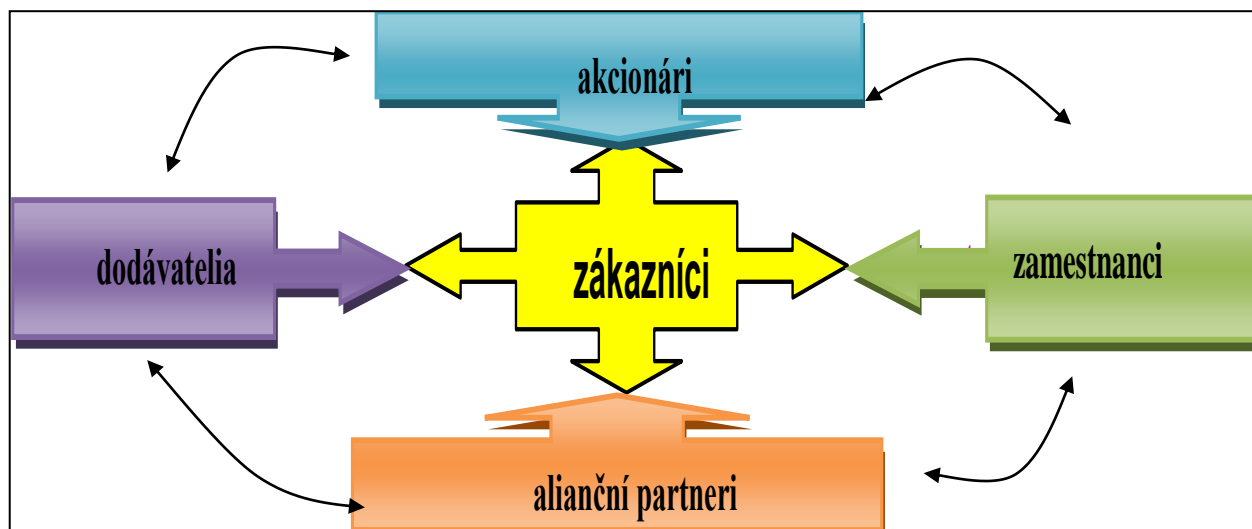 akcionári
dodávatelia
zákazníci
zamestnanci
alianční partneri